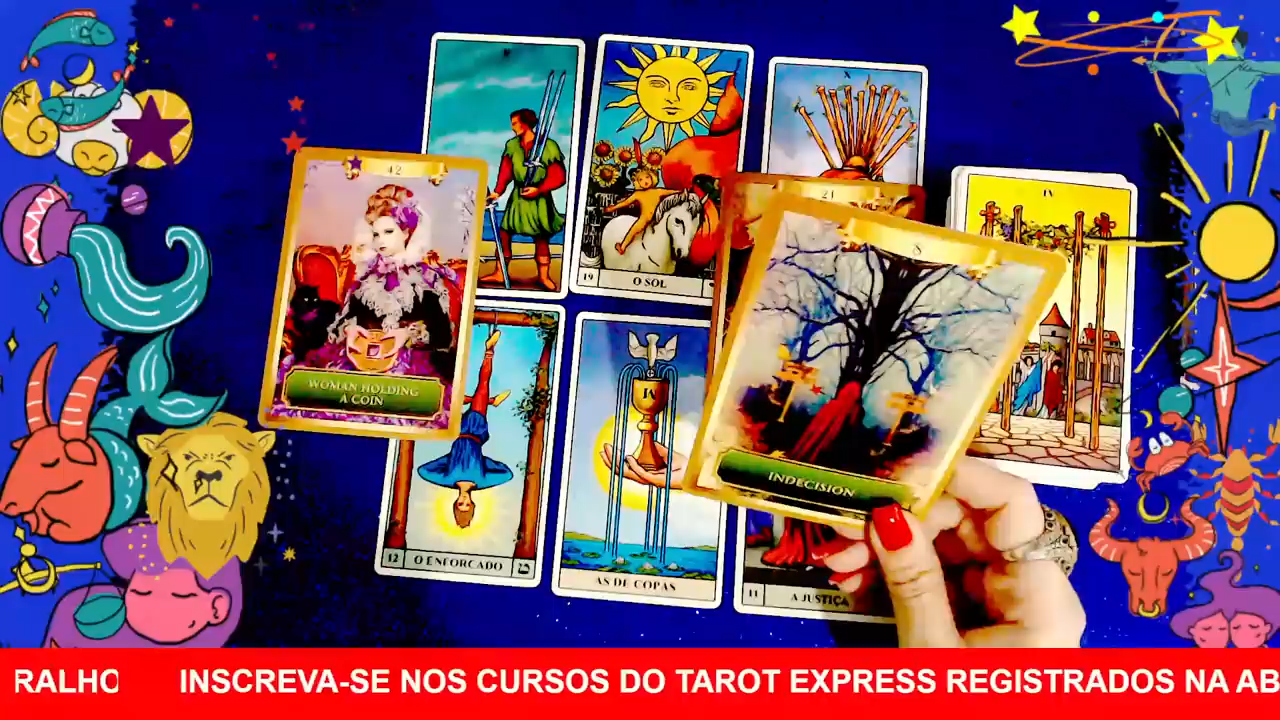 X
42
21
IV
8
19 O SOL
WOMAN HOLDING
A COIN
INDECISION
12 O ENFORCADO
AS DE COPAS
11 A JUSTIÇA
RALHO INSCREVA-SE NOS CURSOS DO TAROT EXPRESS REGISTRADOS NA AB